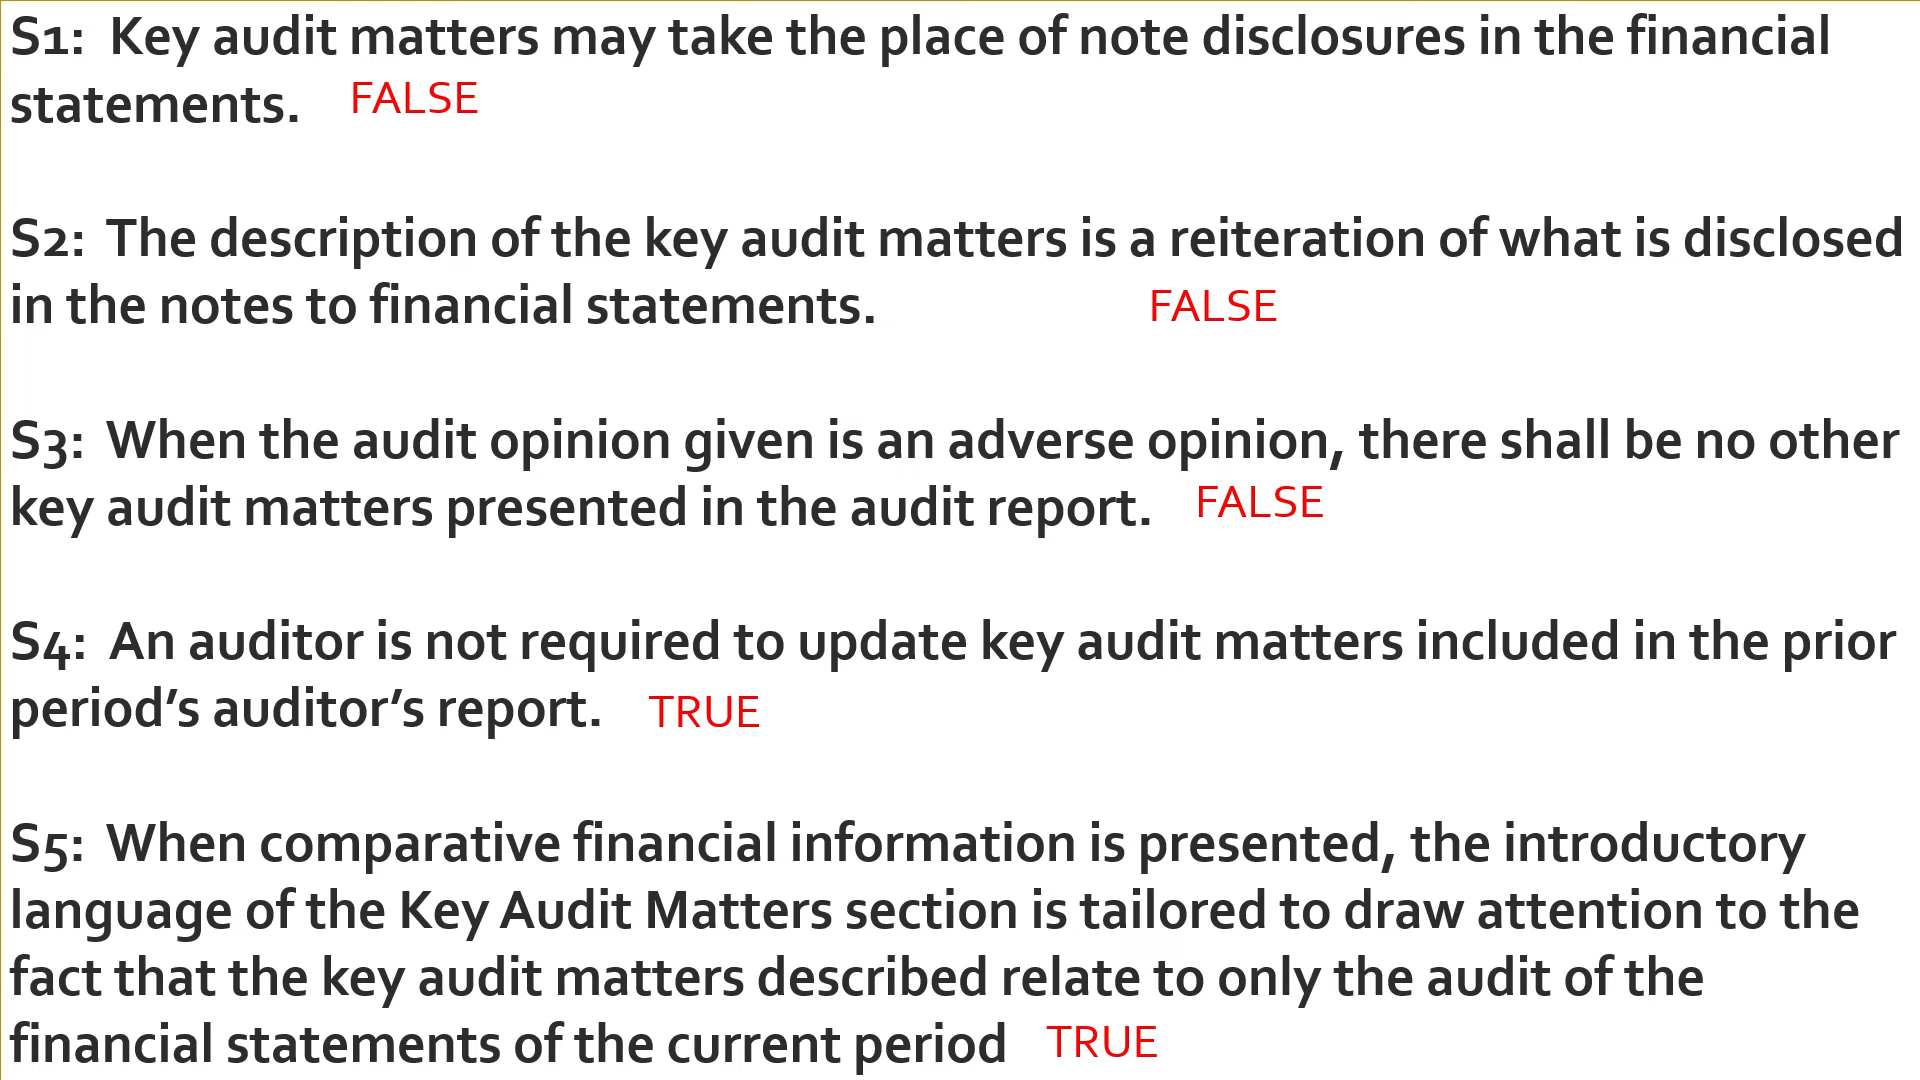 S1: Key audit matters may take the place of note disclosures in the financial
statements. FALSE
S2: The description of the key audit matters is a reiteration of what is disclosed
in the notes to financial statements. FALSE
S3: When the audit opinion given is an adverse opinion, there shall be no other
key audit matters presented in the audit report. FALSE
S4: An auditor is not required to update key audit matters included in the prior
period’s auditor’s report. TRUE
S5: When comparative financial information is presented, the introductory
language of the Key Audit Matters section is tailored to draw attention to the
fact that the key audit matters described relate to only the audit of the
financial statements of the current period TRUE